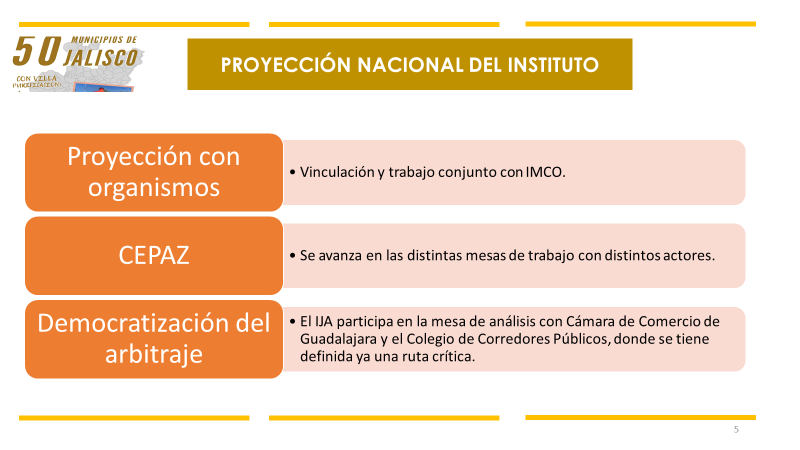 50 MUNICIPIOS DE
JALISCO
CON VILLA
PROYECCIÓN NACIONAL DEL INSTITUTO
Proyección con
organismos
• Vinculación y trabajo conjunto con IMCO.
CEPAZ
• Se avanza en las distintas mesas de trabajo con distintos actores.
Democratización del
arbitraje
• El IJA participa en la mesa de análisis con Cámara de Comercio de
Guadalajara y el Colegio de Corredores Públicos, donde se tiene
definida ya una ruta crítica.
5